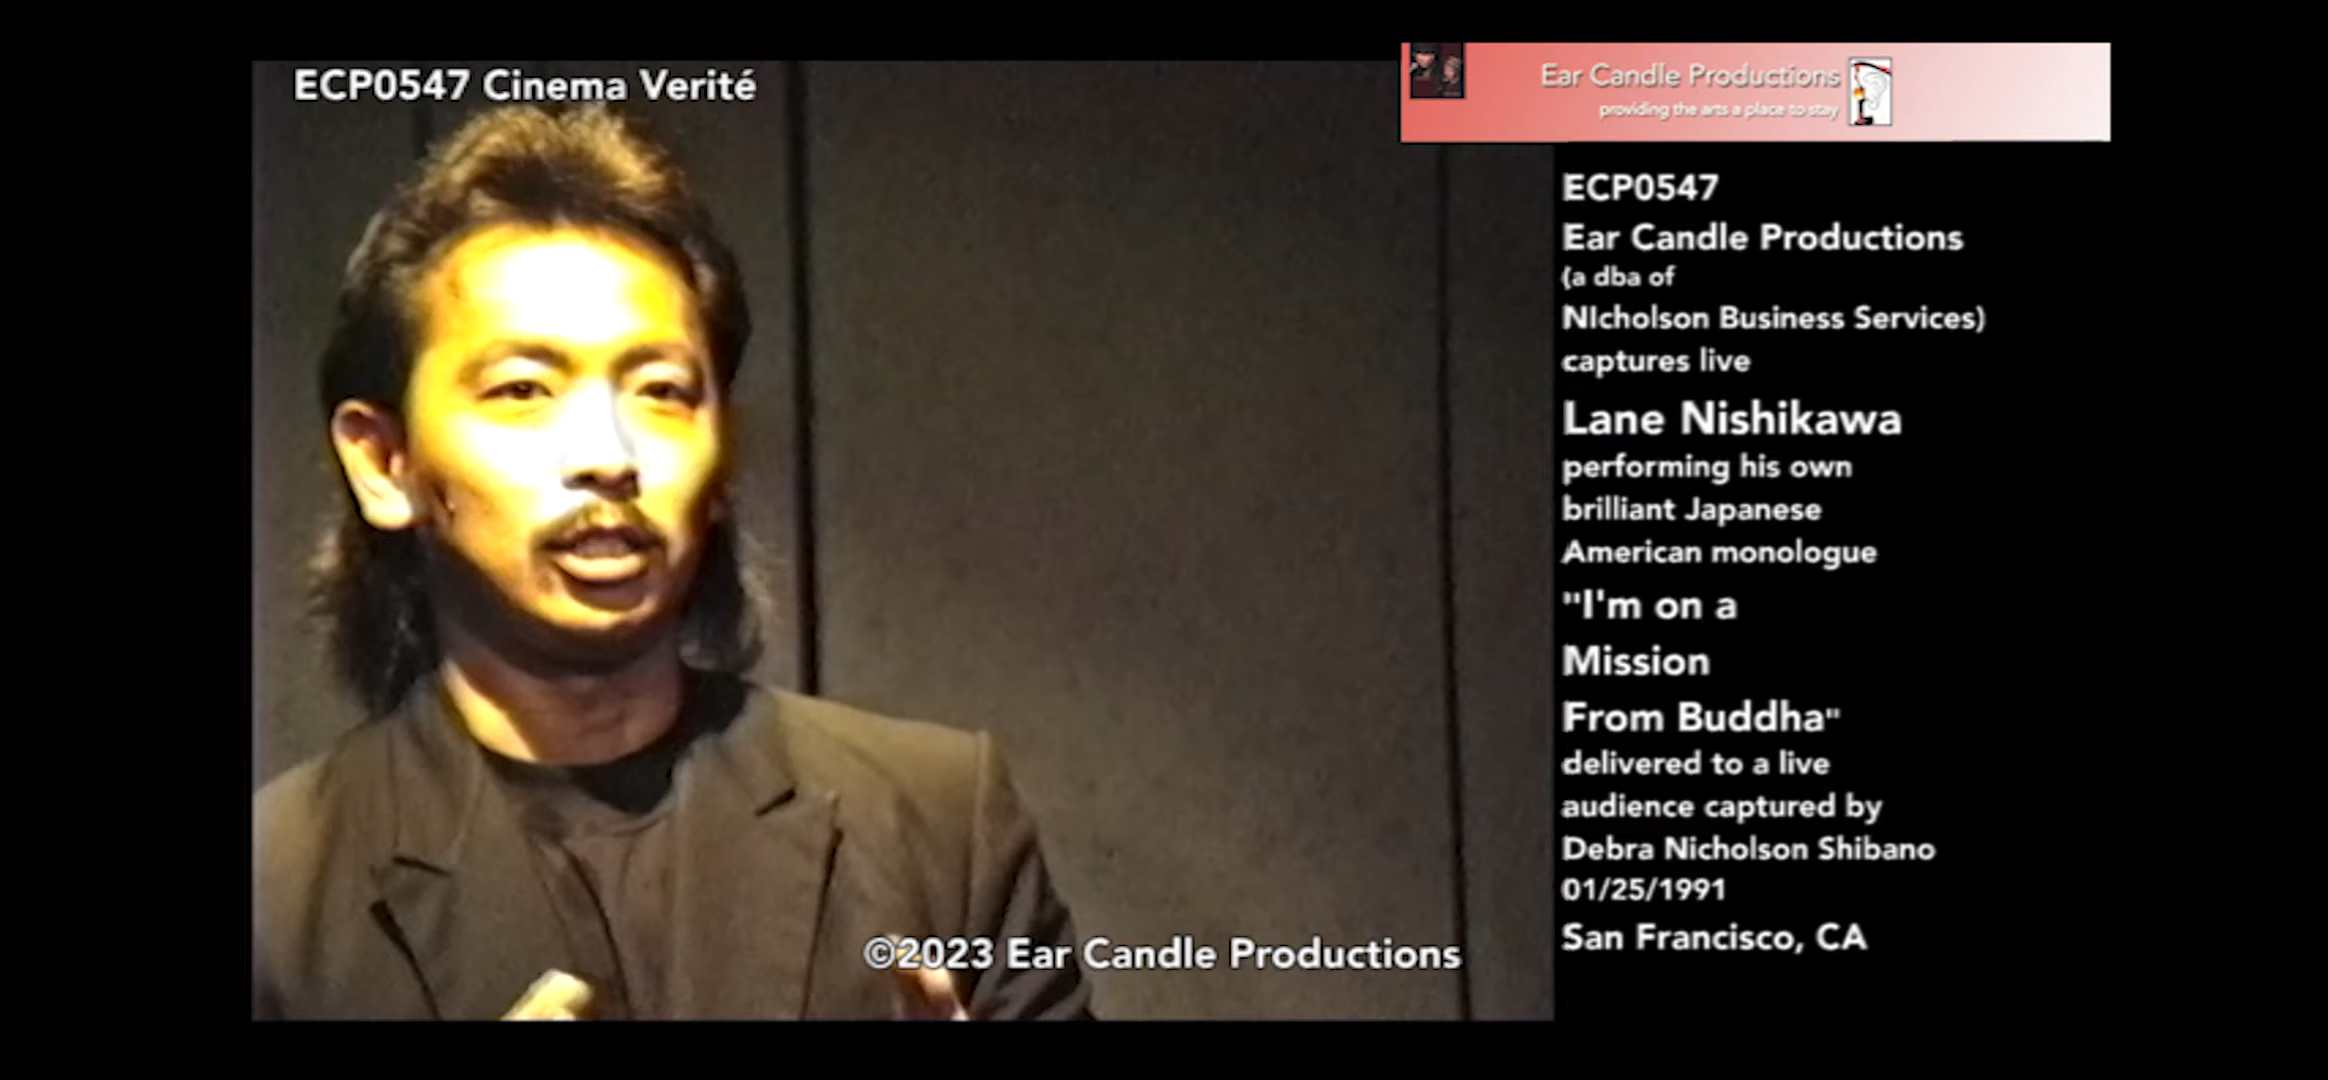 ECP0547 Cinema Verité
Ear Candle Productions
providing the arts a place to stay
ECP0547
Ear Candle Productions
(a dba of
NIcholson Business Services)
captures live
Lane Nishikawa
performing his own
brilliant Japanese
American monologue
"I'm on a
Mission
From Buddha"
delivered to a live
audience captured by
Debra Nicholson Shibano
01/25/1991
San Francisco, CA
©2023 Ear Candle Productions